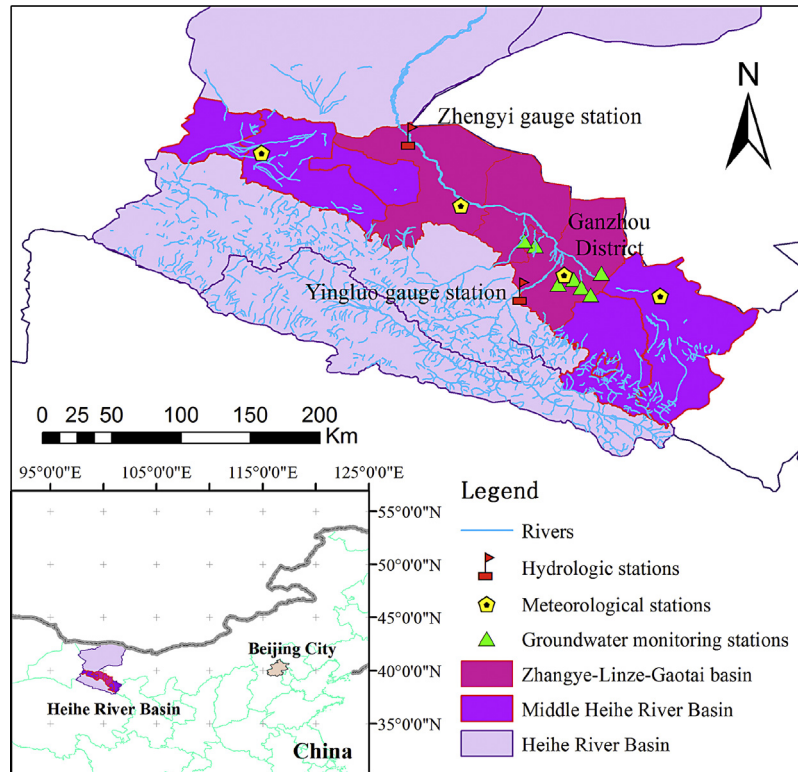 N
Zhengyi gauge station
Ganzhou
District
Yingluo gauge station
0 25 50 100 150 200
Km
95°0'0"E 105°0'0"E 115°0'0"E 125°0'0"E
55°0'0"N
50°0'0"N
45°0'0"N
40°0'0"N
35°0'0"N
Beijing City
Heihe River Basin
China
Legend
Rivers
Hydrologic stations
Meteorological stations
Groundwater monitoring stations
Zhangye-Linze-Gaotai basin
Middle Heihe River Basin
Heihe River Basin